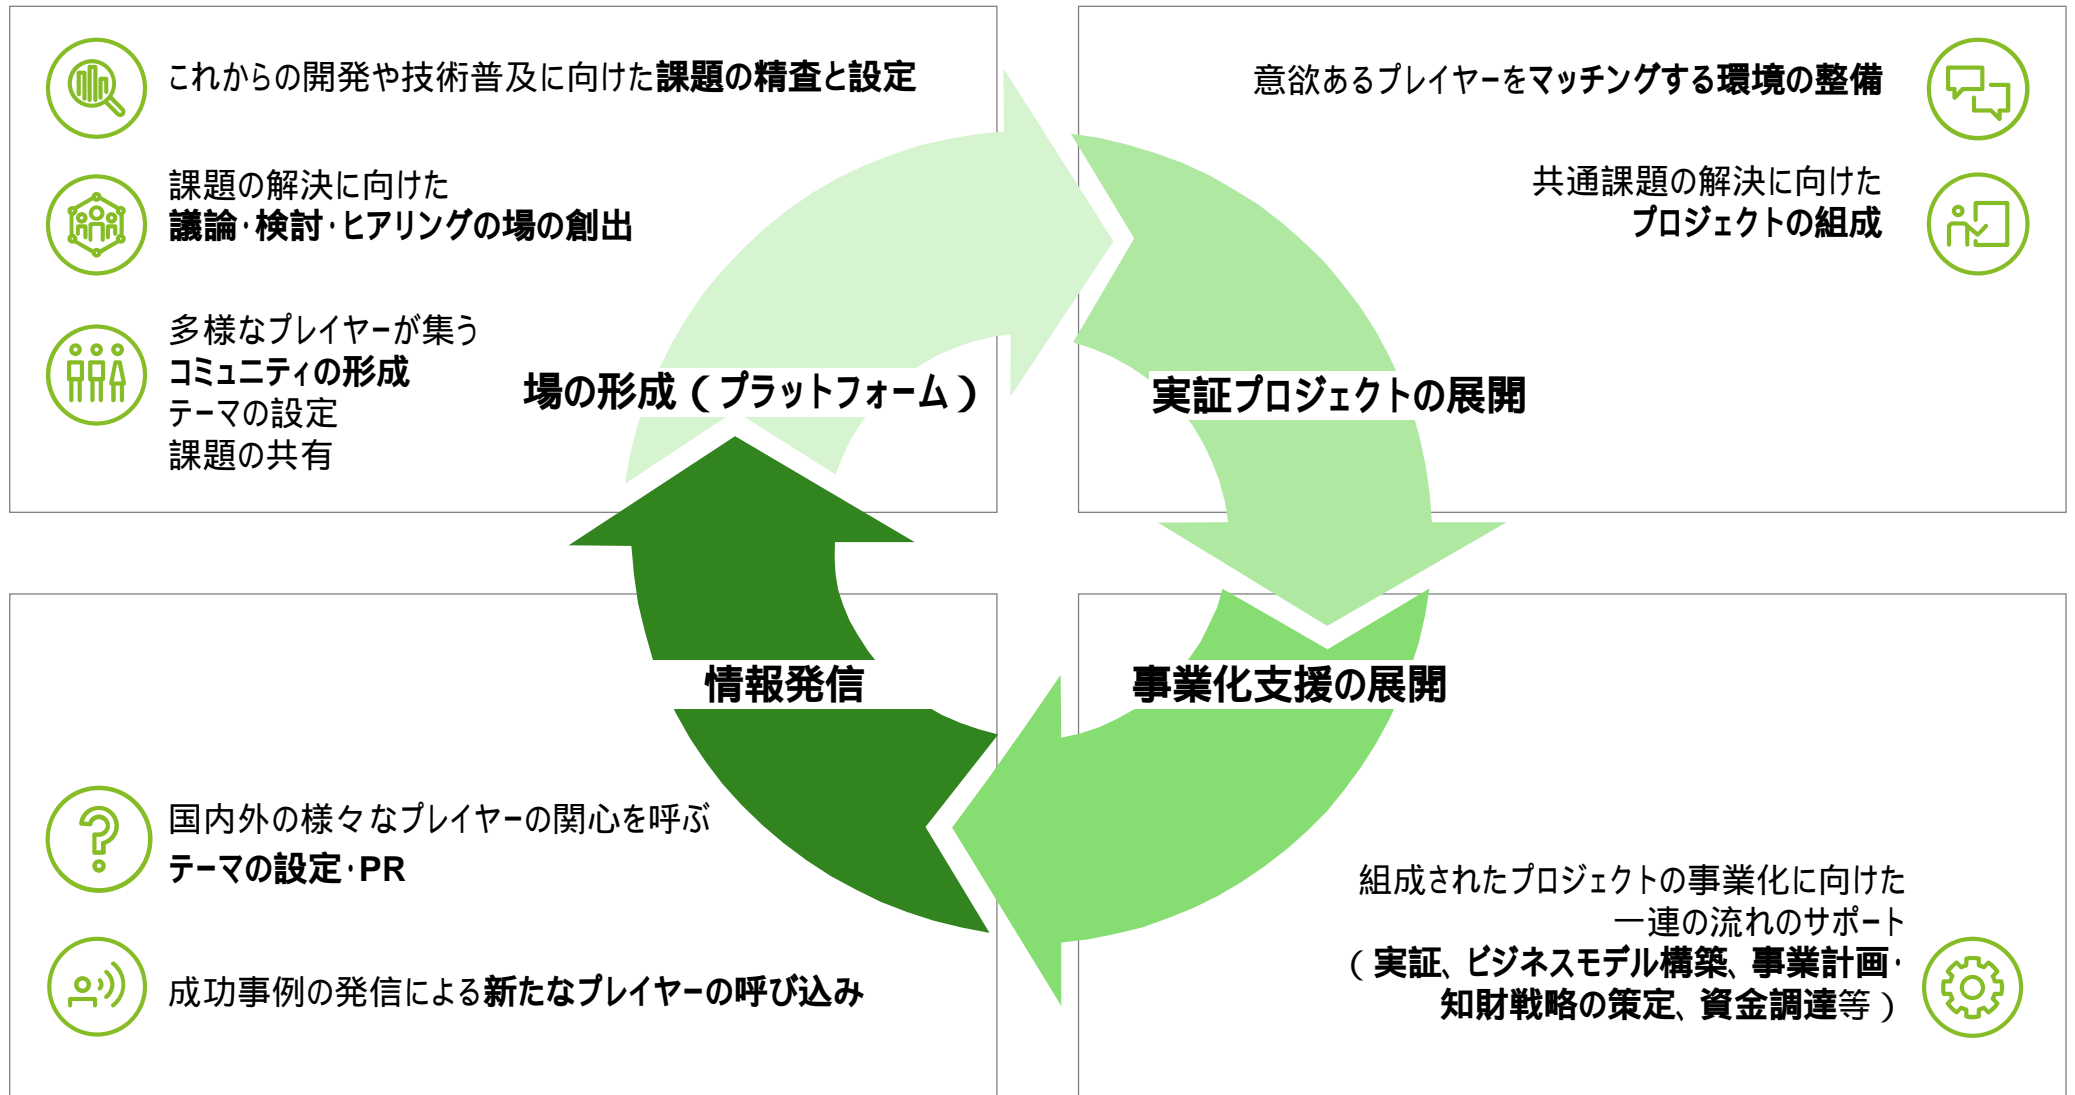 これからの開発や技術普及に向けた課題の精査と設定
課題の解決に向けた
議論・検討・ヒアリングの場の創出
多様なプレイヤーが集う
コミュニティの形成
テーマの設定
課題の共有
場の形成（プラットフォーム）
意欲あるプレイヤーをマッチングする環境の整備
共通課題の解決に向けた
プロジェクトの組成
実証プロジェクトの展開
情報発信
国内外の様々なプレイヤーの関心を呼ぶ
テーマの設定・PR
成功事例の発信による新たなプレイヤーの呼び込み
事業化支援の展開
組成されたプロジェクトの事業化に向けた
一連の流れのサポート
（実証、ビジネスモデル構築、事業計画・
知財戦略の策定、資金調達等）